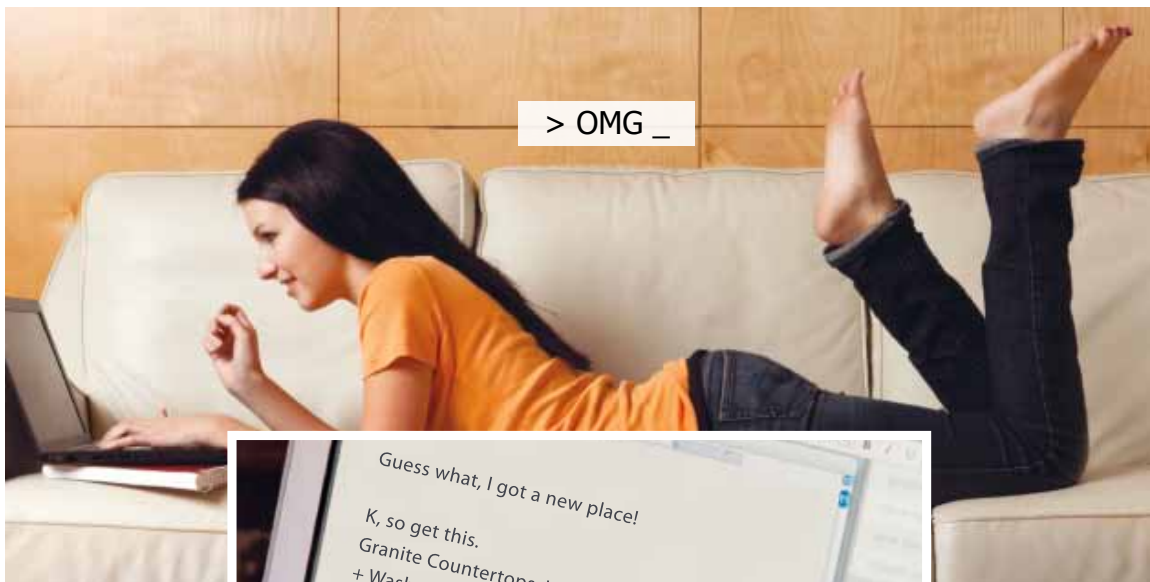 > OMG _
Guess what, I got a new place!
K, so get this.
Granite Countertops
+